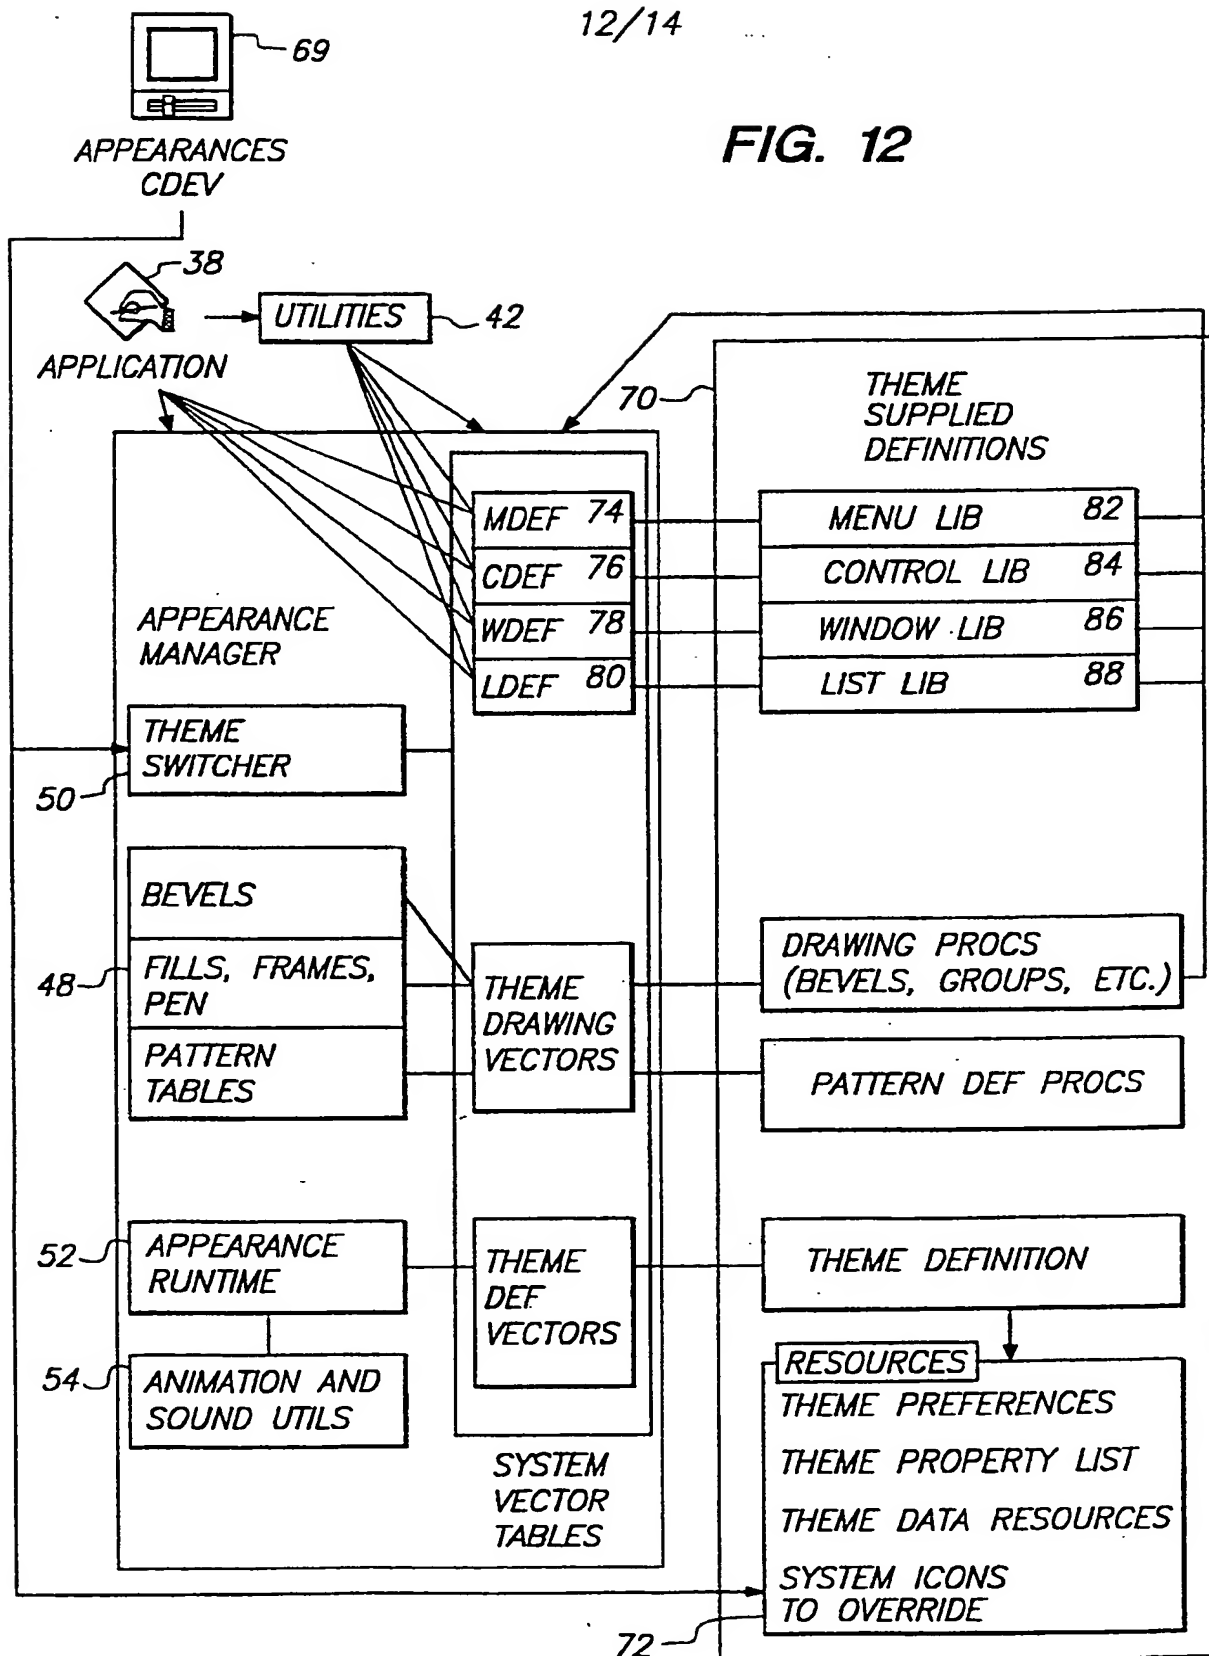 12/14
69
APPEARANCES
CDEV
FIG. 12
38
APPLICATION
UTILITIES
42
70
THEME
SUPPLIED
DEFINITIONS
MDEF 74
CDEF 76
WDEF 78
LDEF 80
MENU LIB 82
CONTROL LIB 84
WINDOW LIB 86
LIST LIB 88
APPEARANCE
MANAGER
THEME
SWITCHER
50
BEVELS
FILLS, FRAMES,
PEN
48
PATTERN
TABLES
THEME
DRAWING
VECTORS
DRAWING PROCS
(BEVELS, GROUPS, ETC.)
PATTERN DEF PROCS
52
APPEARANCE
RUNTIME
THEME
DEF
VECTORS
THEME DEFINITION
54
ANIMATION AND
SOUND UTILS
SYSTEM
VECTOR
TABLES
RESOURCES
THEME PREFERENCES
THEME PROPERTY LIST
THEME DATA RESOURCES
SYSTEM ICONS
TO OVERRIDE
72